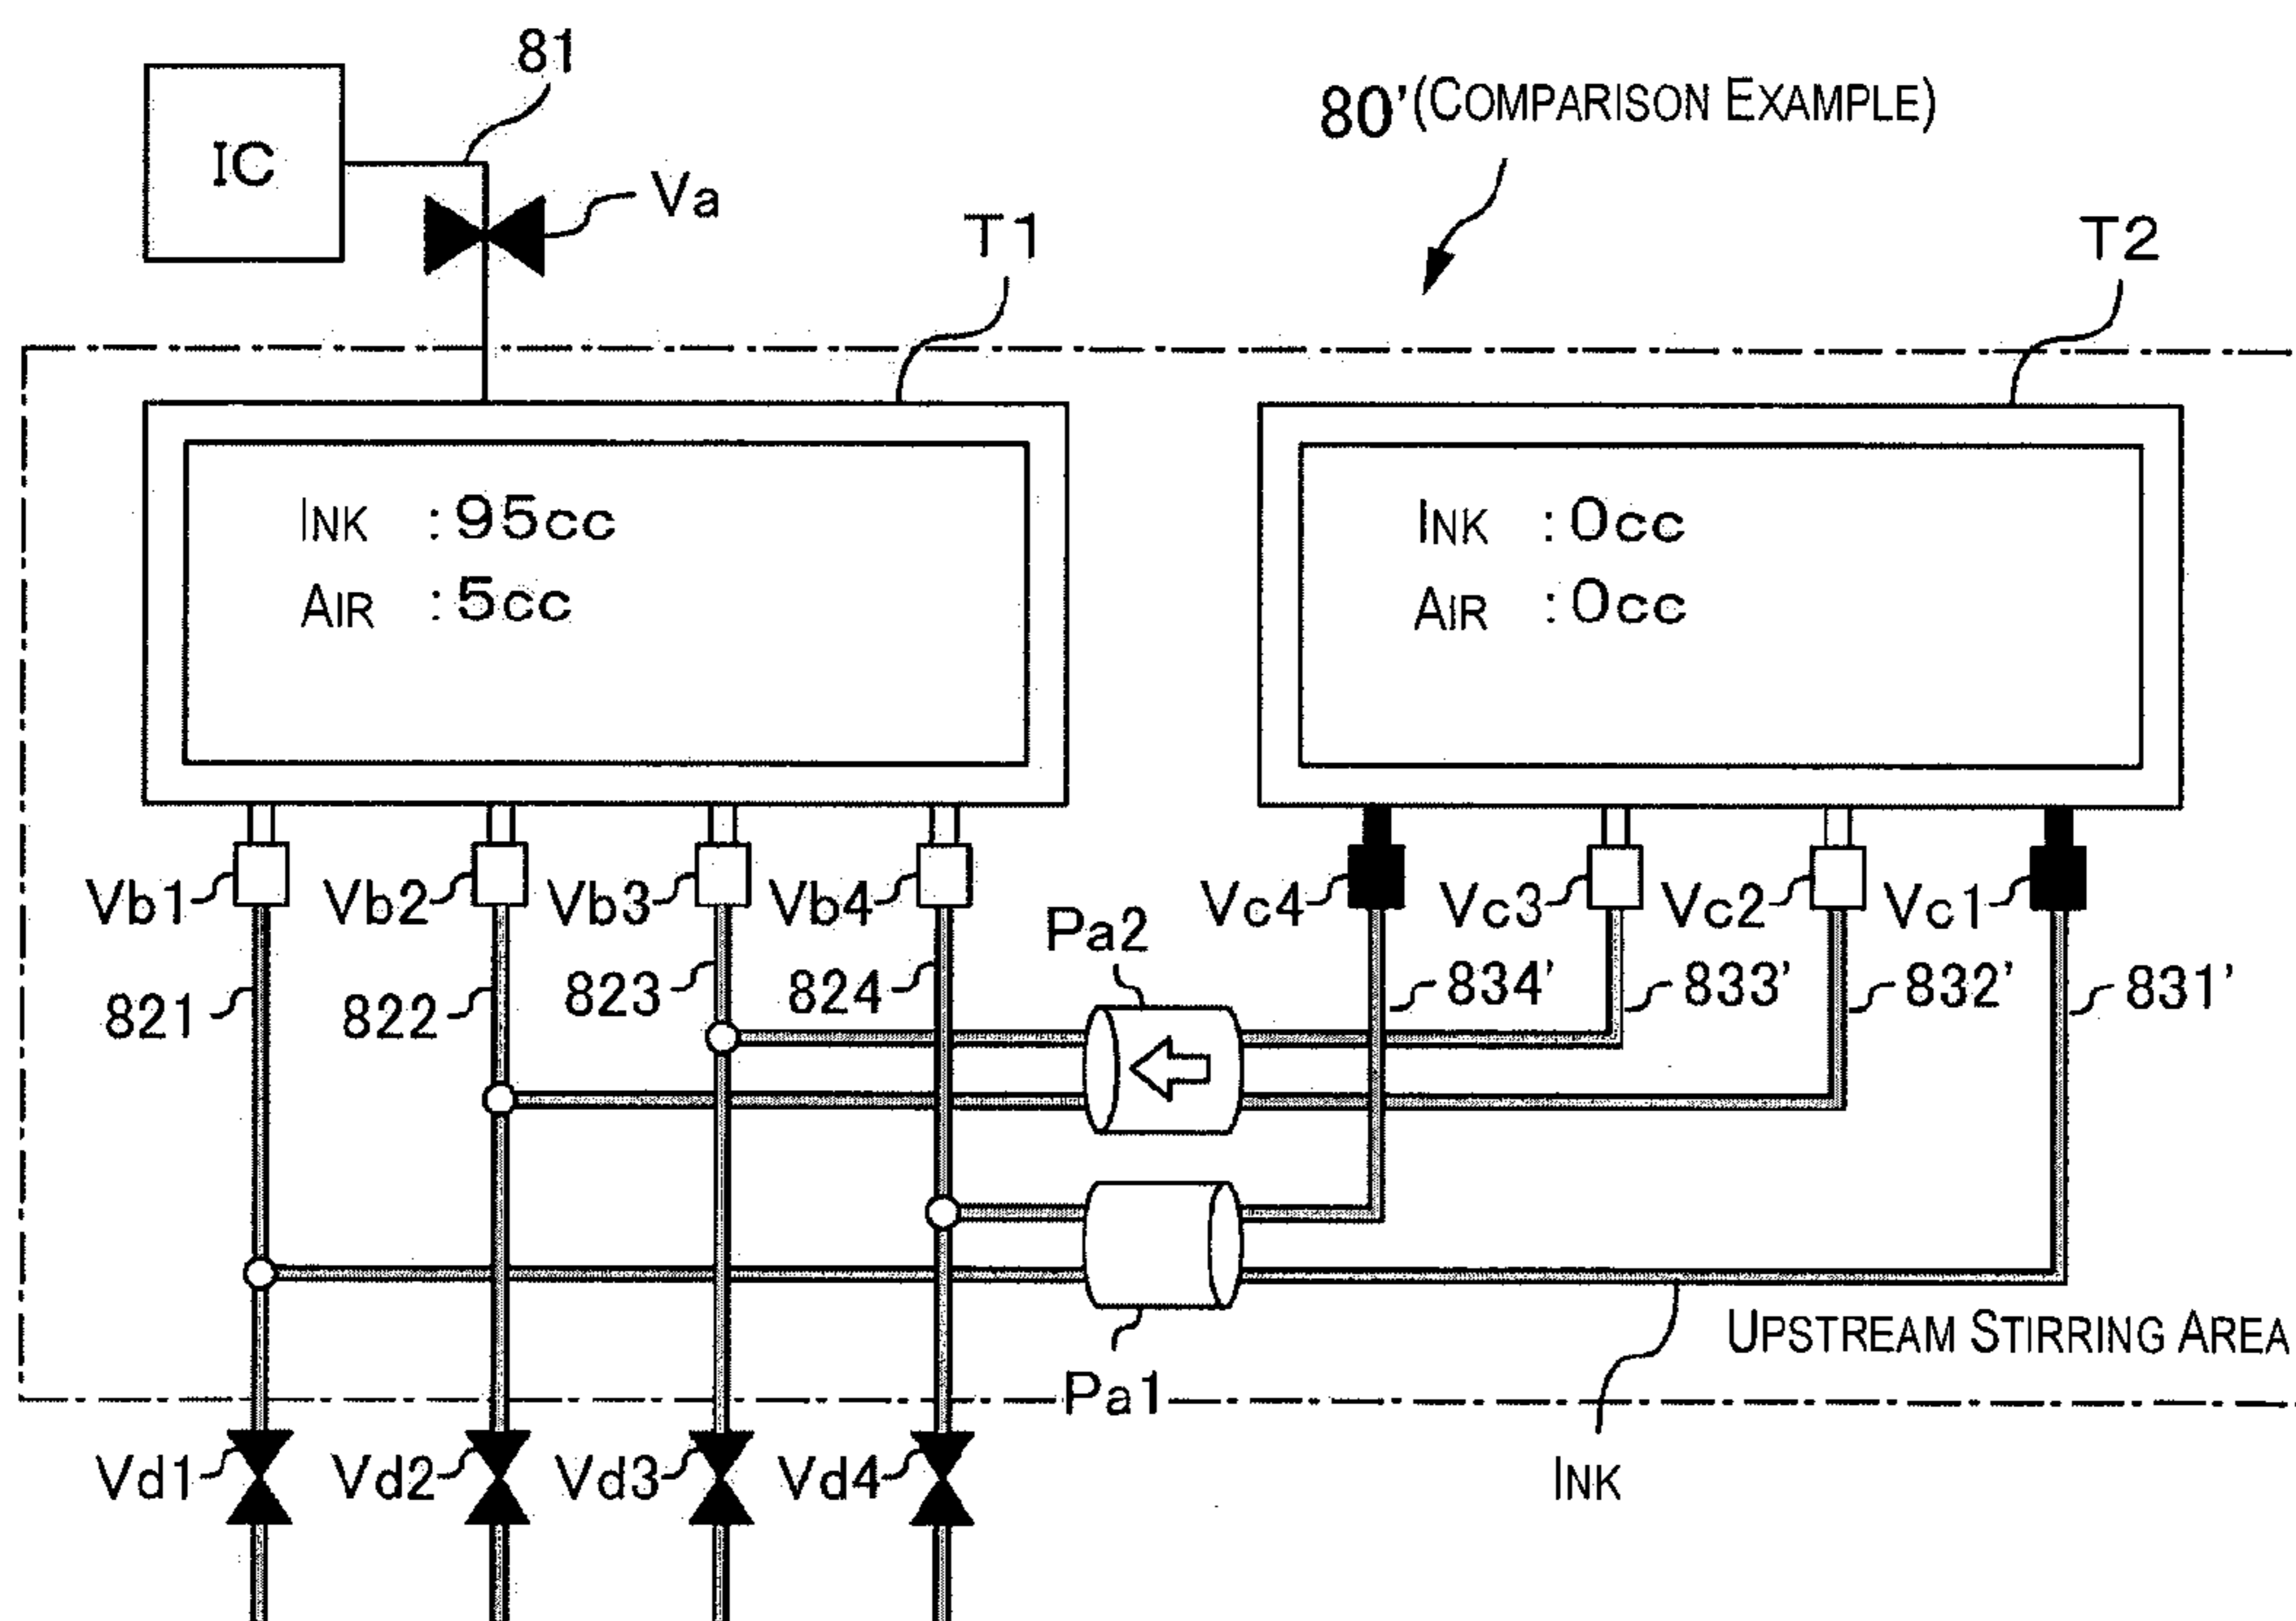 81
80' (COMPARISON EXAMPLE)
IC
Va
T1
T2
INK : 95cc
AIR : 5cc
INK : 0cc
AIR : 0cc
Vb1
Vb2
Vb3
Vb4
Vc4
Vc3
Vc2
Vc1
Pa2
821
822
823
824
834'
833'
832'
831'
UPSTREAM STIRRING AREA
Pa1
Vd1
Vd2
Vd3
Vd4
INK